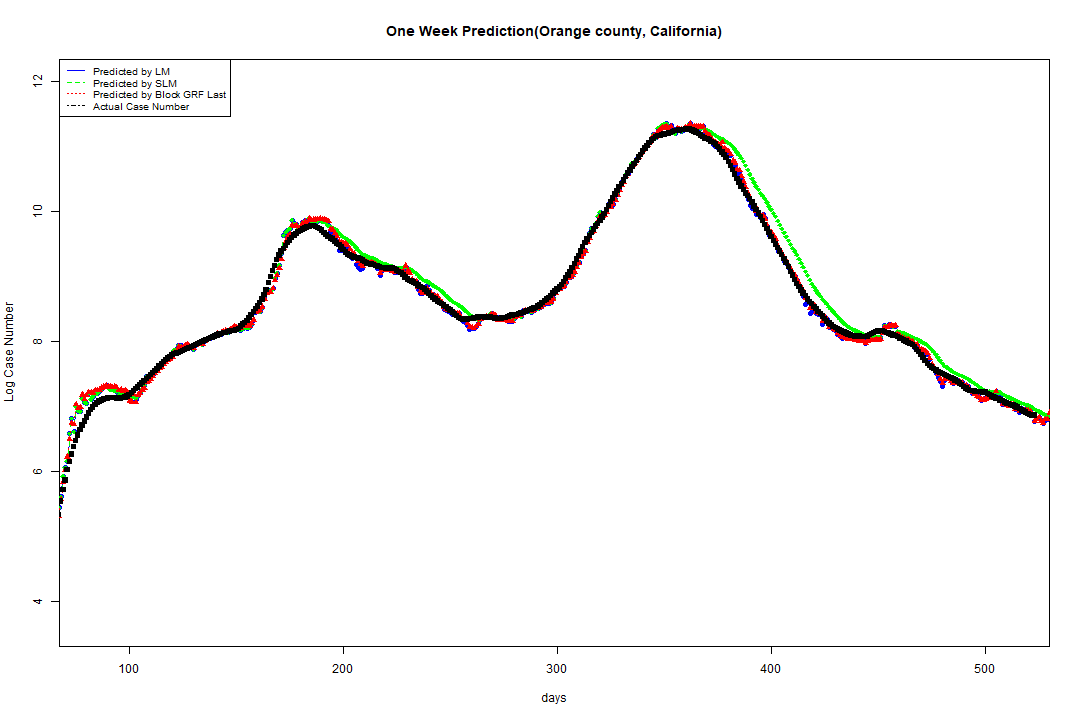 One Week Prediction(Orange county, California)
Predicted by LM
Predicted by SLM
Predicted by Block GRF Last
Actual Case Number
12
10
8
6
4
Log Case Number
100 200 300 400 500
days